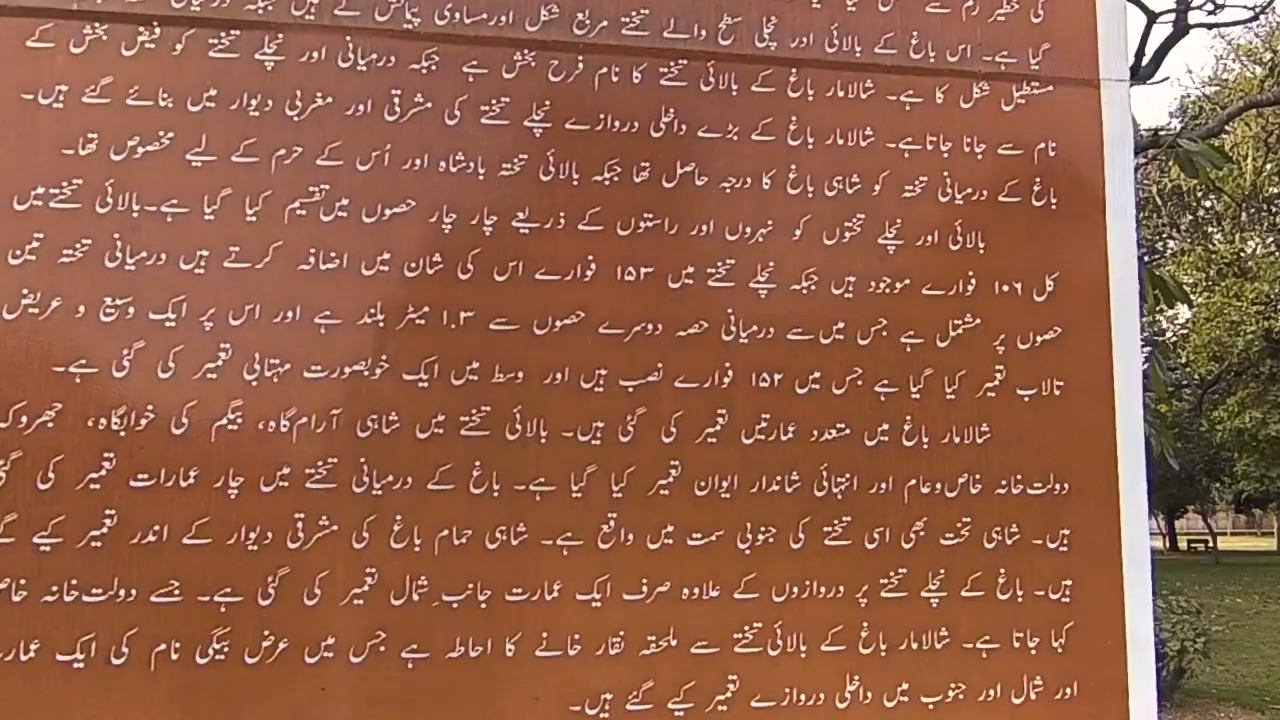 کی خطیر رقم سے
گیا ہے۔ اس باغ کے بالائی اور نچلی سطح والے تختے مربع شکل اور مساوی پیمائش کے ہیں جبکہ
مستطیل شکل کا ہے۔ شالامار باغ کے بالائی تختے کا نام فرح بخش ہے جبکہ درمیانی اور نچلے تختے کو فیض بخش کے
نام سے جانا جاتاہے۔ شالامار باغ کے بڑے داخلی دروازے نچلے تختے کی مشرقی اور مغربی دیوار میں بنائے گئے ہیں۔
باغ کے درمیانی تختہ کو شاہی باغ کا درجہ حاصل تھا جبکہ بالائی تختہ بادشاہ اور اُس کے حرم کے لیے مخصوص تھا۔
بالائی اور نچلے تختوں کو نہروں اور راستوں کے ذریعے چار چار حصوں میں تقسیم کیا گیا ہے۔بالائی تختےمیں
کل ۱۰۶ فوارے موجود ہیں جبکہ نچلے تختے میں ۱۵۳ فوارے اس کی شان میں اضافہ کرتے ہیں درمیانی تختہ تین
حصوں پر مشتمل ہے جس میں سے درمیانی حصہ دوسرے حصوں سے ۱.۳ میٹر بلند ہے اور اس پر ایک وسیع و عریض
تالاب تعمیر کیا گیا ہے جس میں ۱۵۲ فوارے نصب ہیں اور وسط میں ایک خوبصورت مہتابی تعمیر کی گئی ہے۔
شالامار باغ میں متعدد عمارتیں تعمیر کی گئی ہیں۔ بالائی تختے میں شاہی آرام گاہ، بیگم کی خوابگاہ، جھروکہ
دولت خانہ خاص وعام اور انتہائی شاندار ایوان تعمیر کیا گیا ہے۔ باغ کے درمیانی تختے میں چار عمارات تعمیر کی گئی
ہیں۔ شاہی تخت بھی اسی تختے کی جنوبی سمت میں واقع ہے۔ شاہی حمام باغ کی مشرقی دیوار کے اندر تعمیر کیے گئے
ہیں۔ باغ کے نچلے تختے پر دروازوں کے علاوہ صرف ایک عمارت جانبِ شمال تعمیر کی گئی ہے۔ جسے دولت خانہ خاص
کہا جاتا ہے۔ شالامار باغ کے بالائی تختے سے ملحقہ نقار خانے کا احاطہ ہے جس میں عرض بیگی نام کی ایک عمارت
اور شمال اور جنوب میں داخلی دروازے تعمیر کیے گئے ہیں۔